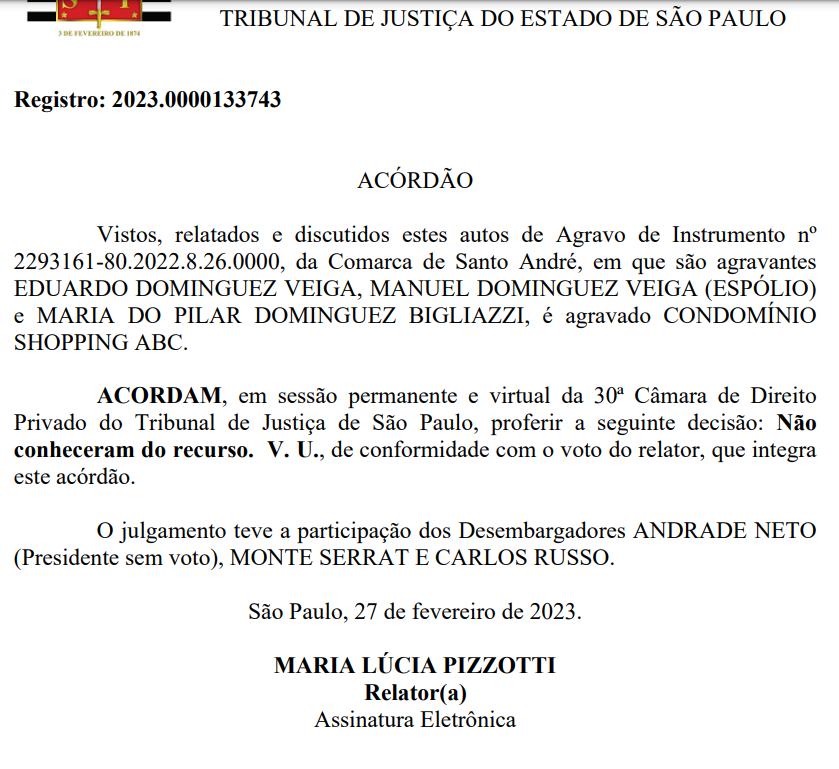 S T
3 DE FEVEREIRO DE 1874
TRIBUNAL DE JUSTIÇA DO ESTADO DE SÃO PAULO
Registro: 2023.0000133743
ACÓRDÃO
Vistos, relatados e discutidos estes autos de Agravo de Instrumento nº
2293161-80.2022.8.26.0000, da Comarca de Santo André, em que são agravantes
EDUARDO DOMINGUEZ VEIGA, MANUEL DOMINGUEZ VEIGA (ESPÓLIO)
e MARIA DO PILAR DOMINGUEZ BIGLIAZZI, é agravado CONDOMÍNIO
SHOPPING ABC.
ACORDAM, em sessão permanente e virtual da 30ª Câmara de Direito
Privado do Tribunal de Justiça de São Paulo, proferir a seguinte decisão: Não
conheceram do recurso. V. U., de conformidade com o voto do relator, que integra
este acórdão.
O julgamento teve a participação dos Desembargadores ANDRADE NETO
(Presidente sem voto), MONTE SERRAT E CARLOS RUSSO.
São Paulo, 27 de fevereiro de 2023.
MARIA LÚCIA PIZZOTTI
Relator(a)
Assinatura Eletrônica